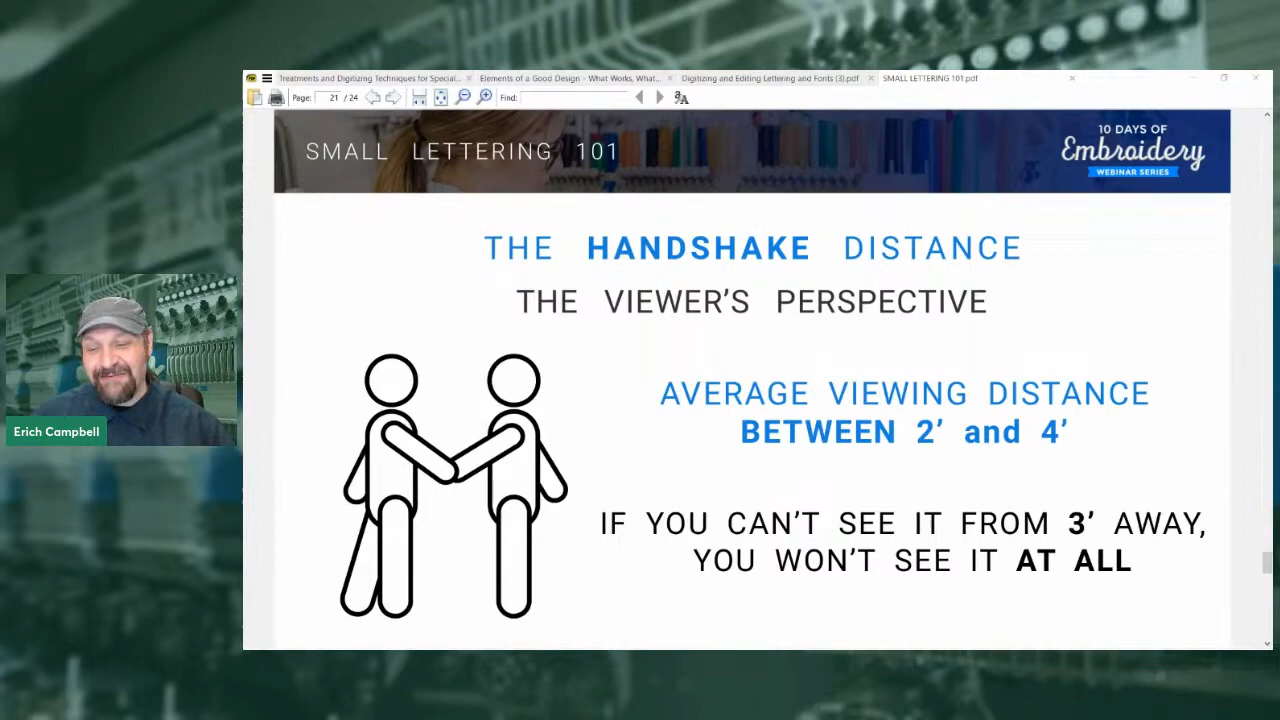 Treatments and Digitizing Techniques for Special...
Elements of a Good Design - What Works, What...
Digitizing and Editing Lettering and Fonts (3).pdf
SMALL LETTERING 101.pdf
Page: 21 / 24
Find:
SMALL LETTERING 101
10 DAYS OF
Embroidery
WEBINAR SERIES
THE HANDSHAKE DISTANCE
THE VIEWER'S PERSPECTIVE
AVERAGE VIEWING DISTANCE
BETWEEN 2' and 4'
IF YOU CAN'T SEE IT FROM 3' AWAY,
YOU WON'T SEE IT AT ALL
Erich Campbell